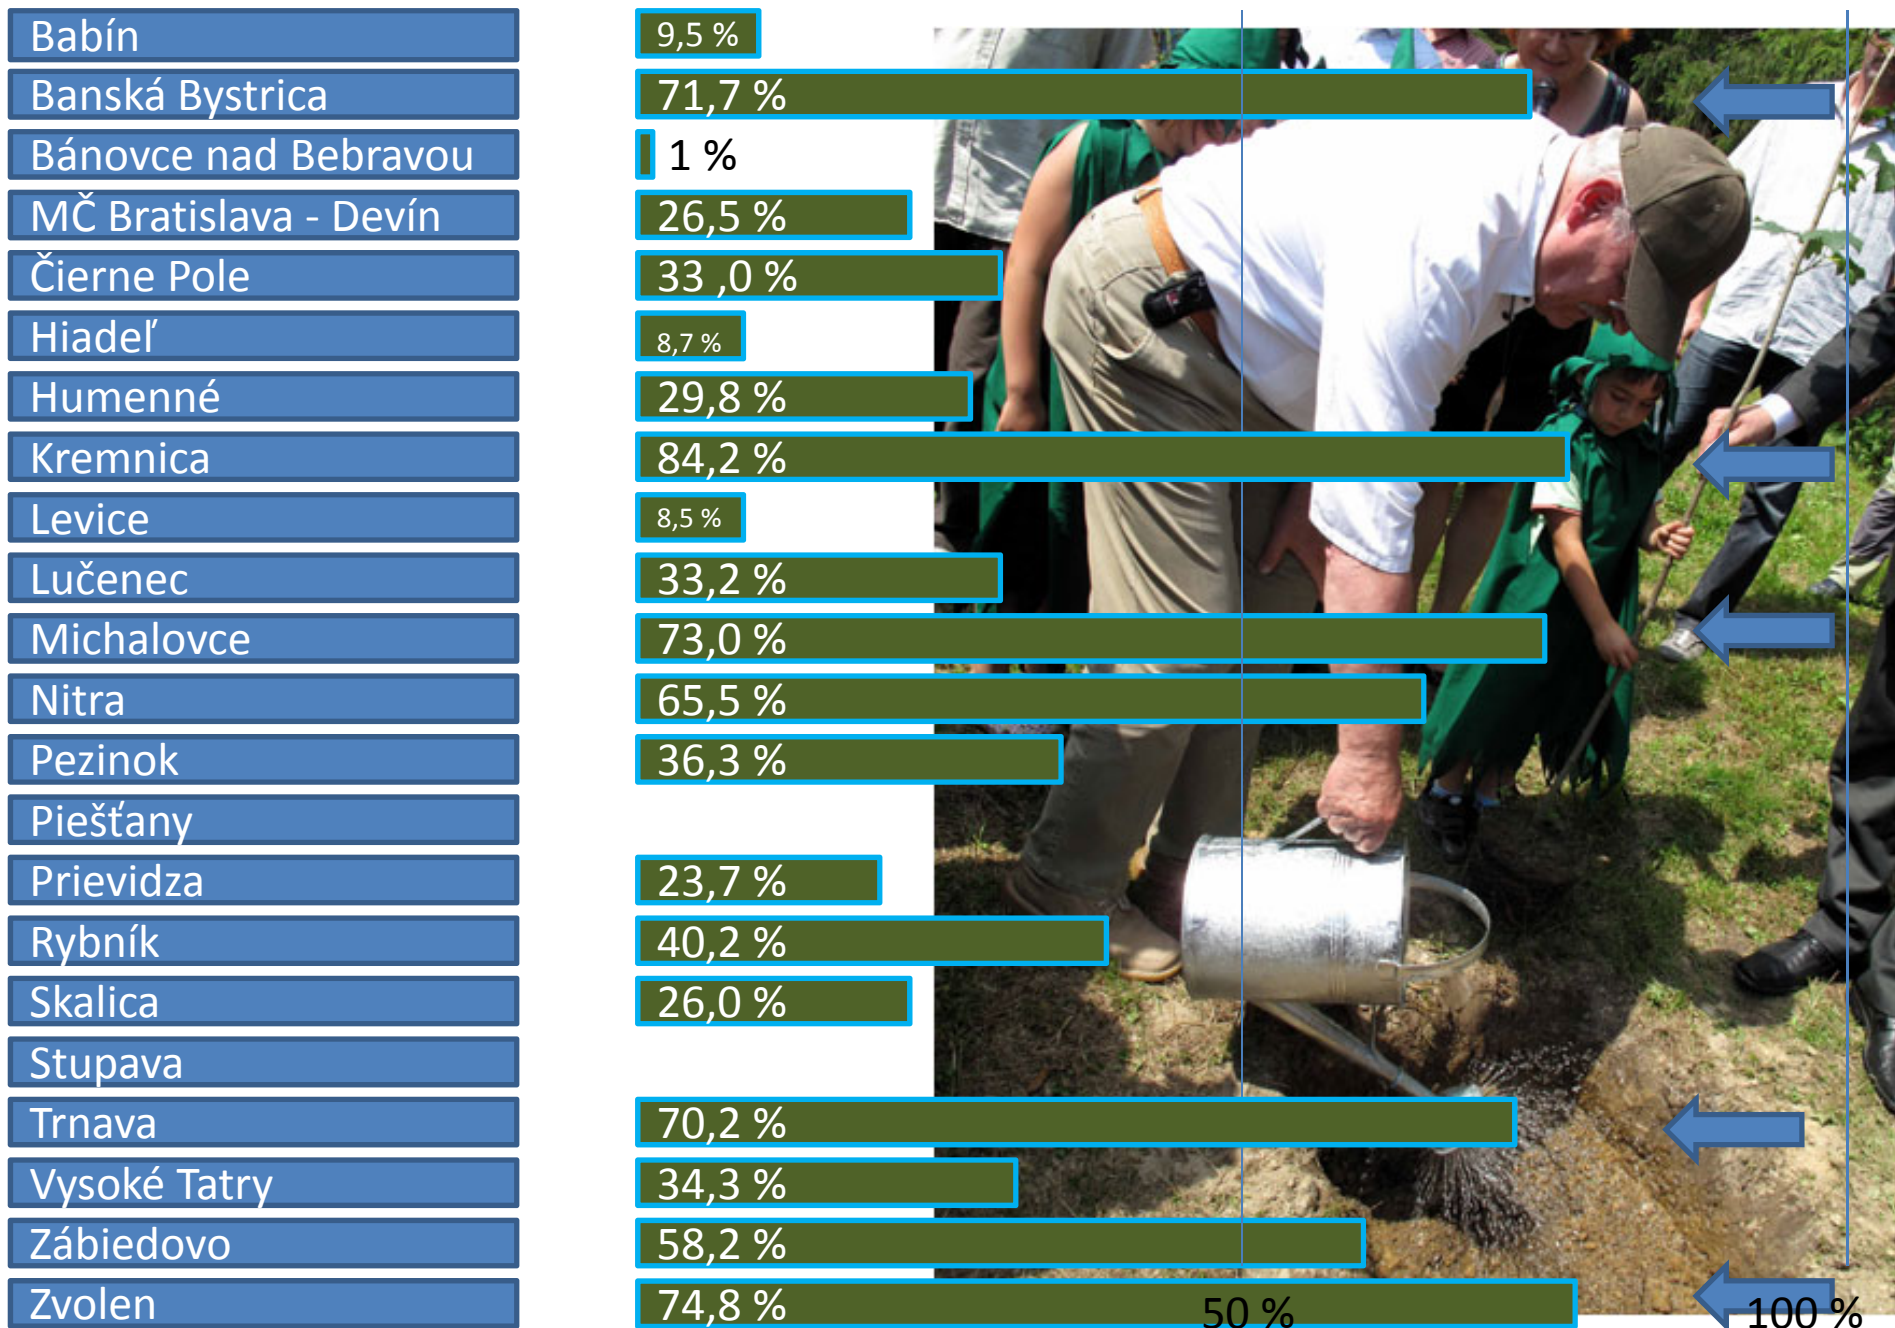 Babín 9,5 %
Banská Bystrica 71,7 %
Bánovce nad Bebravou 1 %
MČ Bratislava - Devín 26,5 %
Čierne Pole 33 ,0 %
Hiadeľ 8,7 %
Humenné 29,8 %
Kremnica 84,2 %
Levice 8,5 %
Lučenec 33,2 %
Michalovce 73,0 %
Nitra 65,5 %
Pezinok 36,3 %
Piešťany
Prievidza 23,7 %
Rybník 40,2 %
Skalica 26,0 %
Stupava
Trnava 70,2 %
Vysoké Tatry 34,3 %
Zábiedovo 58,2 %
Zvolen 74,8 %
50 % 100 %